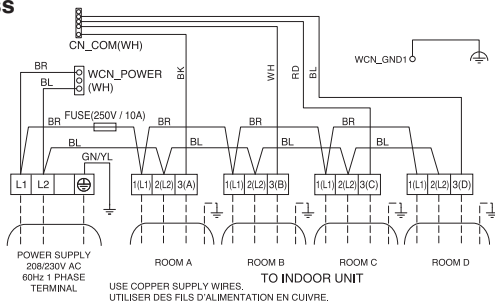 ss
CN_COM(WH)
WCN_GND1
BR
WCN_POWER
(WH)
BL
BK
WH
RD
BL
FUSE(250V / 10A)
BR
BR
BR
BR
BL
BL
BL
BL
GN/YL
L1
L2
1(L1)
2(L2)
3(A)
1(L1)
2(L2)
3(B)
1(L1)
2(L2)
3(C)
1(L1)
2(L2)
3(D)
POWER SUPPLY
208/230V AC
60Hz 1 PHASE
TERMINAL
ROOM A
ROOM B
ROOM C
ROOM D
TO INDOOR UNIT
USE COPPER SUPPLY WIRES.
UTILISER DES FILS D'ALIMENTATION EN CUIVRE.